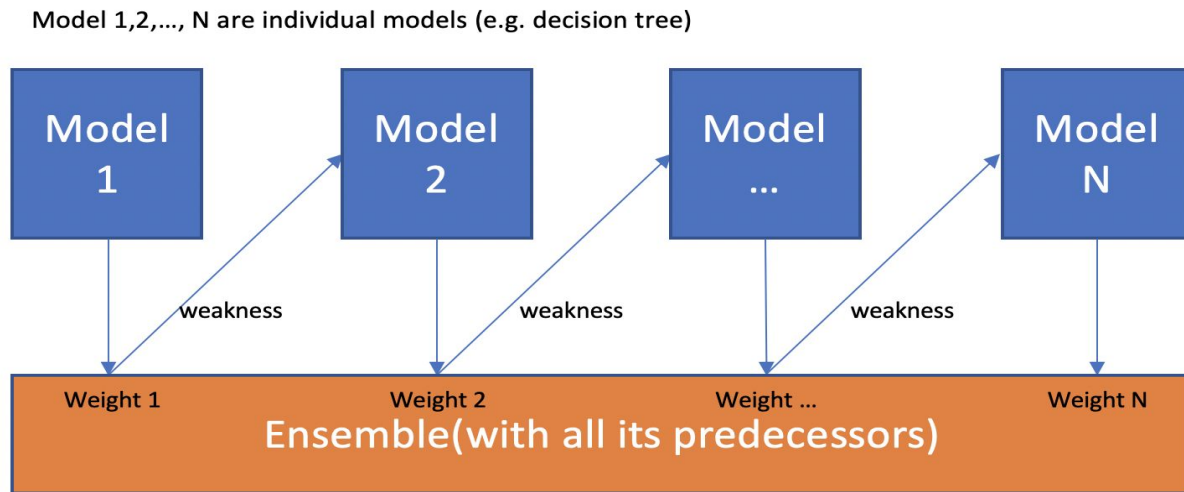 Model 1,2,..., N are individual models (e.g. decision tree)
Model
1
Model
2
Model
...
Model
N
weakness
weakness
weakness
Weight 1
Weight 2
Weight ...
Weight N
Ensemble(with all its predecessors)